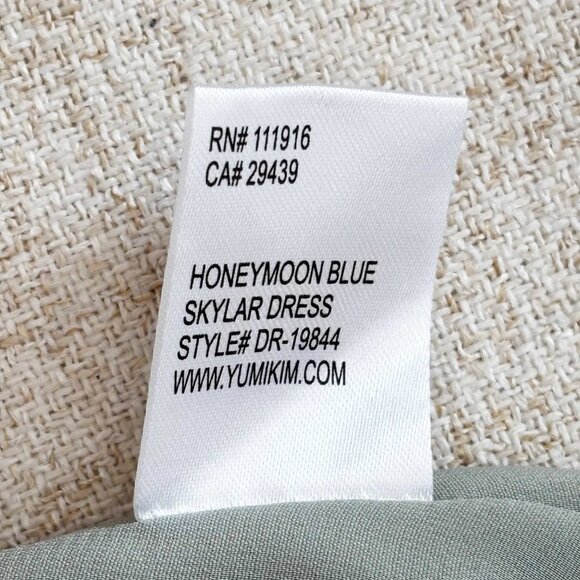 RN# 111916
CA# 29439
HONEYMOON BLUE
SKYLAR DRESS
STYLE# DR-19844
WWW.YUMIKIM.COM